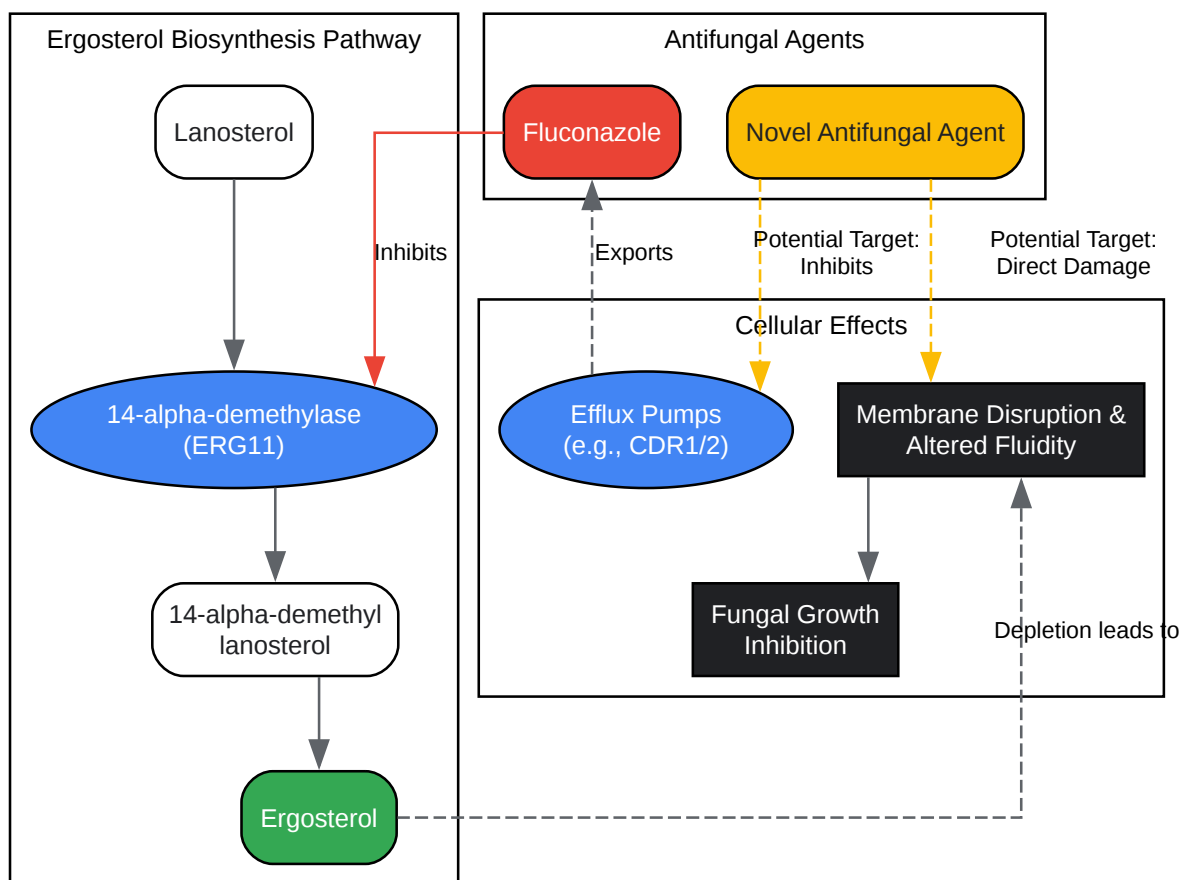 Ergosterol Biosynthesis Pathway
Lanosterol
Inhibits
14-alpha-demethylase
(ERG11)
14-alpha-demethyl
lanosterol
Ergosterol
Antifungal Agents
Fluconazole
Novel Antifungal Agent
Exports
Potential Target:
Inhibits
Potential Target:
Direct Damage
Cellular Effects
Efflux Pumps
(e.g., CDR1/2)
Membrane Disruption &
Altered Fluidity
Fungal Growth
Inhibition
Depletion leads to